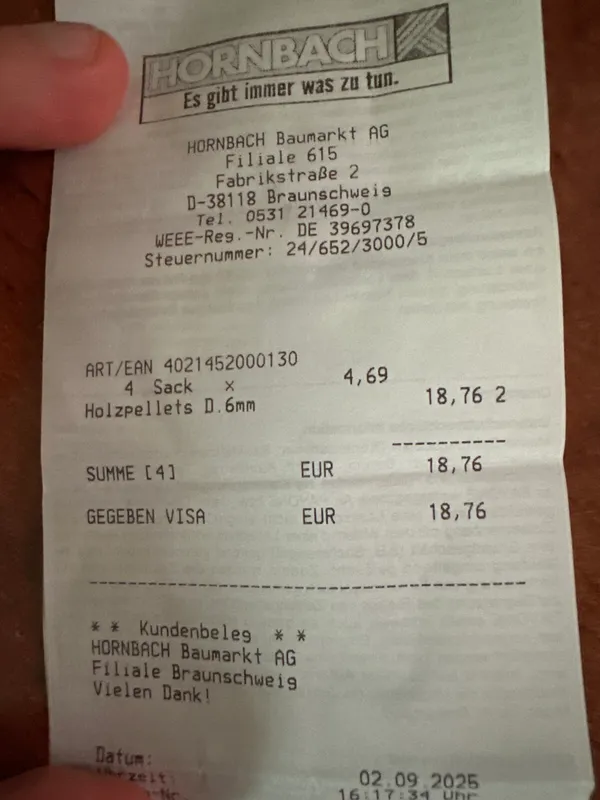 HORNBACH
Es gibt immer was zu tun.
HORNBACH Baumarkt AG
Filiale 615
Fabrikstraße 2
D-38118 Braunschweig
Tel. 0531 21469-0
WEEE-Reg.-Nr. DE 39697378
Steuernummer: 24/652/3000/5
ART/EAN 4021452000130
4 Sack x 4,69
Holzpellets D.6mm 18,76 2
SUMME [4] EUR 18,76
GEGEBEN VISA EUR 18,76
* * Kundenbeleg * *
HORNBACH Baumarkt AG
Filiale Braunschweig
Vielen Dank!
Datum: 02.09.2025
Uhrzeit: 16:17:34 Uhr